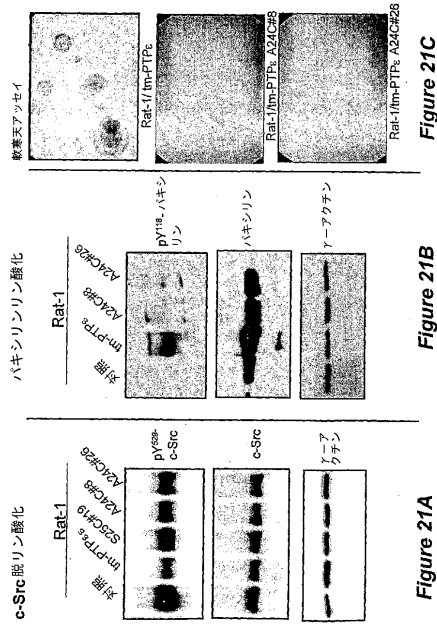 c-Src脱リン酸化
Rat-1
対照
tm-PTPε
S25C#19
A24C#8
A24C#26
pY528-
c-Src
c-Src
γ-ア
クチン
Figure 21A
パキシリンリン酸化
Rat-1
対照
tm-PTPε
A24C#8
A24C#26
pY118-パキシ
リン
パキシリン
γ-アクチン
Figure 21B
軟寒天アッセイ
Rat-1/tm-PTPε
Rat-1/tm-PTPε A24C#8
Rat-1/tm-PTPε A24C#26
Figure 21C